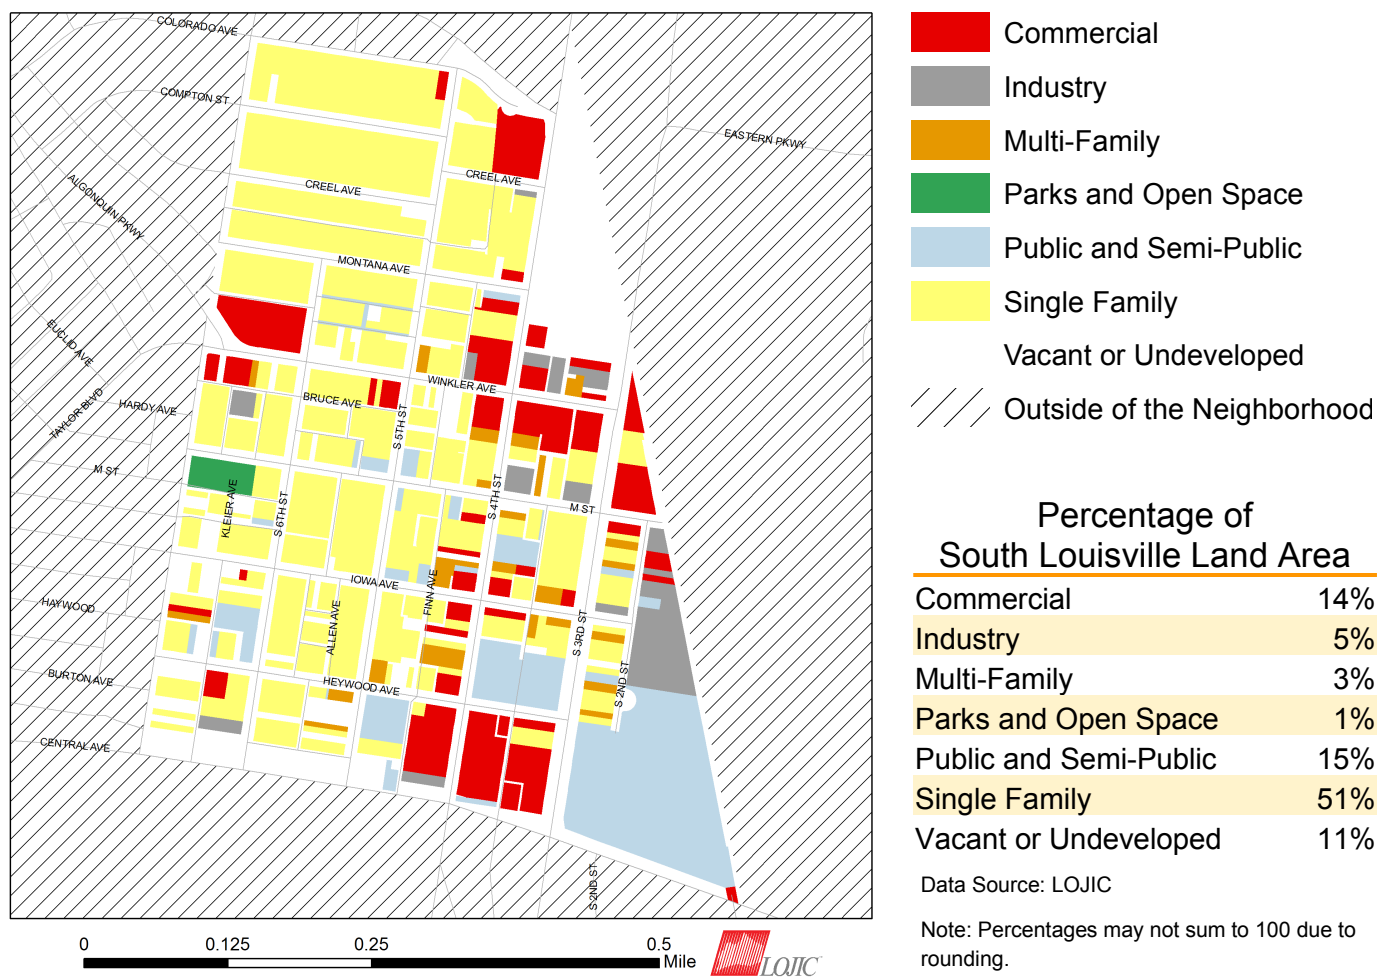 COLORADO AVE
COMPTON ST
EASTERN PKWY
CREEL AVE
CREEL AVE
ALGONQUIN PKWY
MONTANA AVE
EUCLID AVE
WINKLER AVE
BRUCE AVE
HARDY AVE
TAYLOR BLVD
S 5TH ST
M ST
KLEIER AVE
S 6TH ST
S 4TH ST
M ST
IOWA AVE
FINN AVE
HAYWOOD
ALLEN AVE
S 3RD ST
BURTON AVE
HEYWOOD AVE
S 2ND ST
CENTRAL AVE
S 2ND ST
0 0.125 0.25 0.5
Mile
LOJIC
Commercial
Industry
Multi-Family
Parks and Open Space
Public and Semi-Public
Single Family
Vacant or Undeveloped
Outside of the Neighborhood
Percentage of
South Louisville Land Area
Commercial 14%
Industry 5%
Multi-Family 3%
Parks and Open Space 1%
Public and Semi-Public 15%
Single Family 51%
Vacant or Undeveloped 11%
Data Source: LOJIC
Note: Percentages may not sum to 100 due to
rounding.